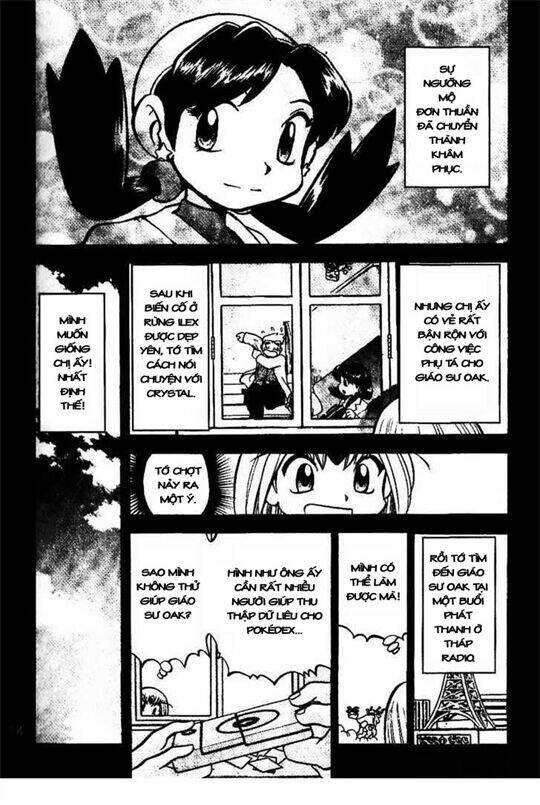 SỰ
NGƯỠNG
MỘ
ĐƠN THUẦN
ĐÃ CHUYỂN
THÀNH
KHÂM
PHỤC.
NHƯNG CHỊ ẤY
CÓ VẺ RẤT
BẬN RỘN VỚI
CÔNG VIỆC
PHỤ TÁ CHO
GIÁO SƯ OAK.
SAU KHI
BIẾN CỐ Ở
RỪNG ILEX
ĐƯỢC DẸP
YÊN, TỚ TÌM
CÁCH NÓI
CHUYỆN VỚI
CRYSTAL.
MÌNH
MUỐN
GIỐNG
CHỊ ẤY!
NHẤT
ĐỊNH
THẾ!
TỚ CHỢT
NẢY RA
MỘT Ý.
RỒI TỚ TÌM
ĐẾN GIÁO
SƯ OAK TẠI
MỘT BUỔI
PHÁT
THANH Ở
THÁP
RADIO.
MÌNH CÓ
THỂ LÀM
ĐƯỢC MÀ!
HÌNH NHƯ ÔNG ẤY
CẦN RẤT NHIỀU
NGƯỜI GIÚP THU
THẬP DỮ LIỆU CHO
POKÉDEX...
SAO MÌNH
KHÔNG THỬ
GIÚP GIÁO
SƯ OAK?